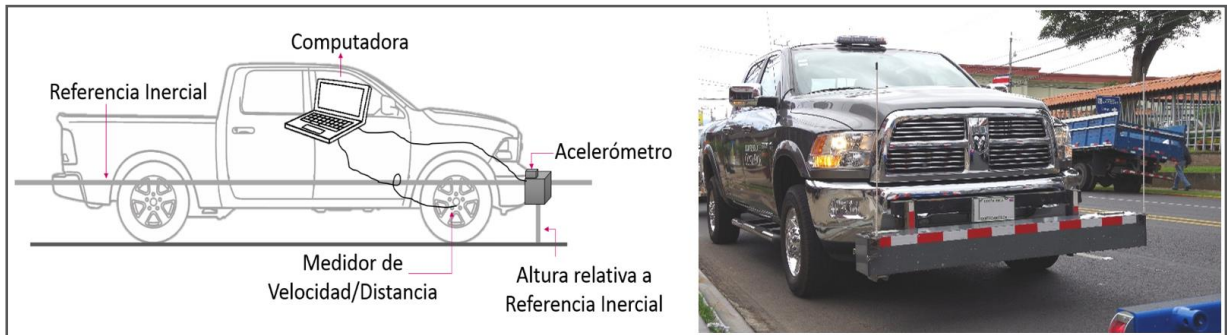 Computadora
Referencia Inercial
Acelerómetro
Medidor de
Velocidad/Distancia
Altura relativa a
Referencia Inercial